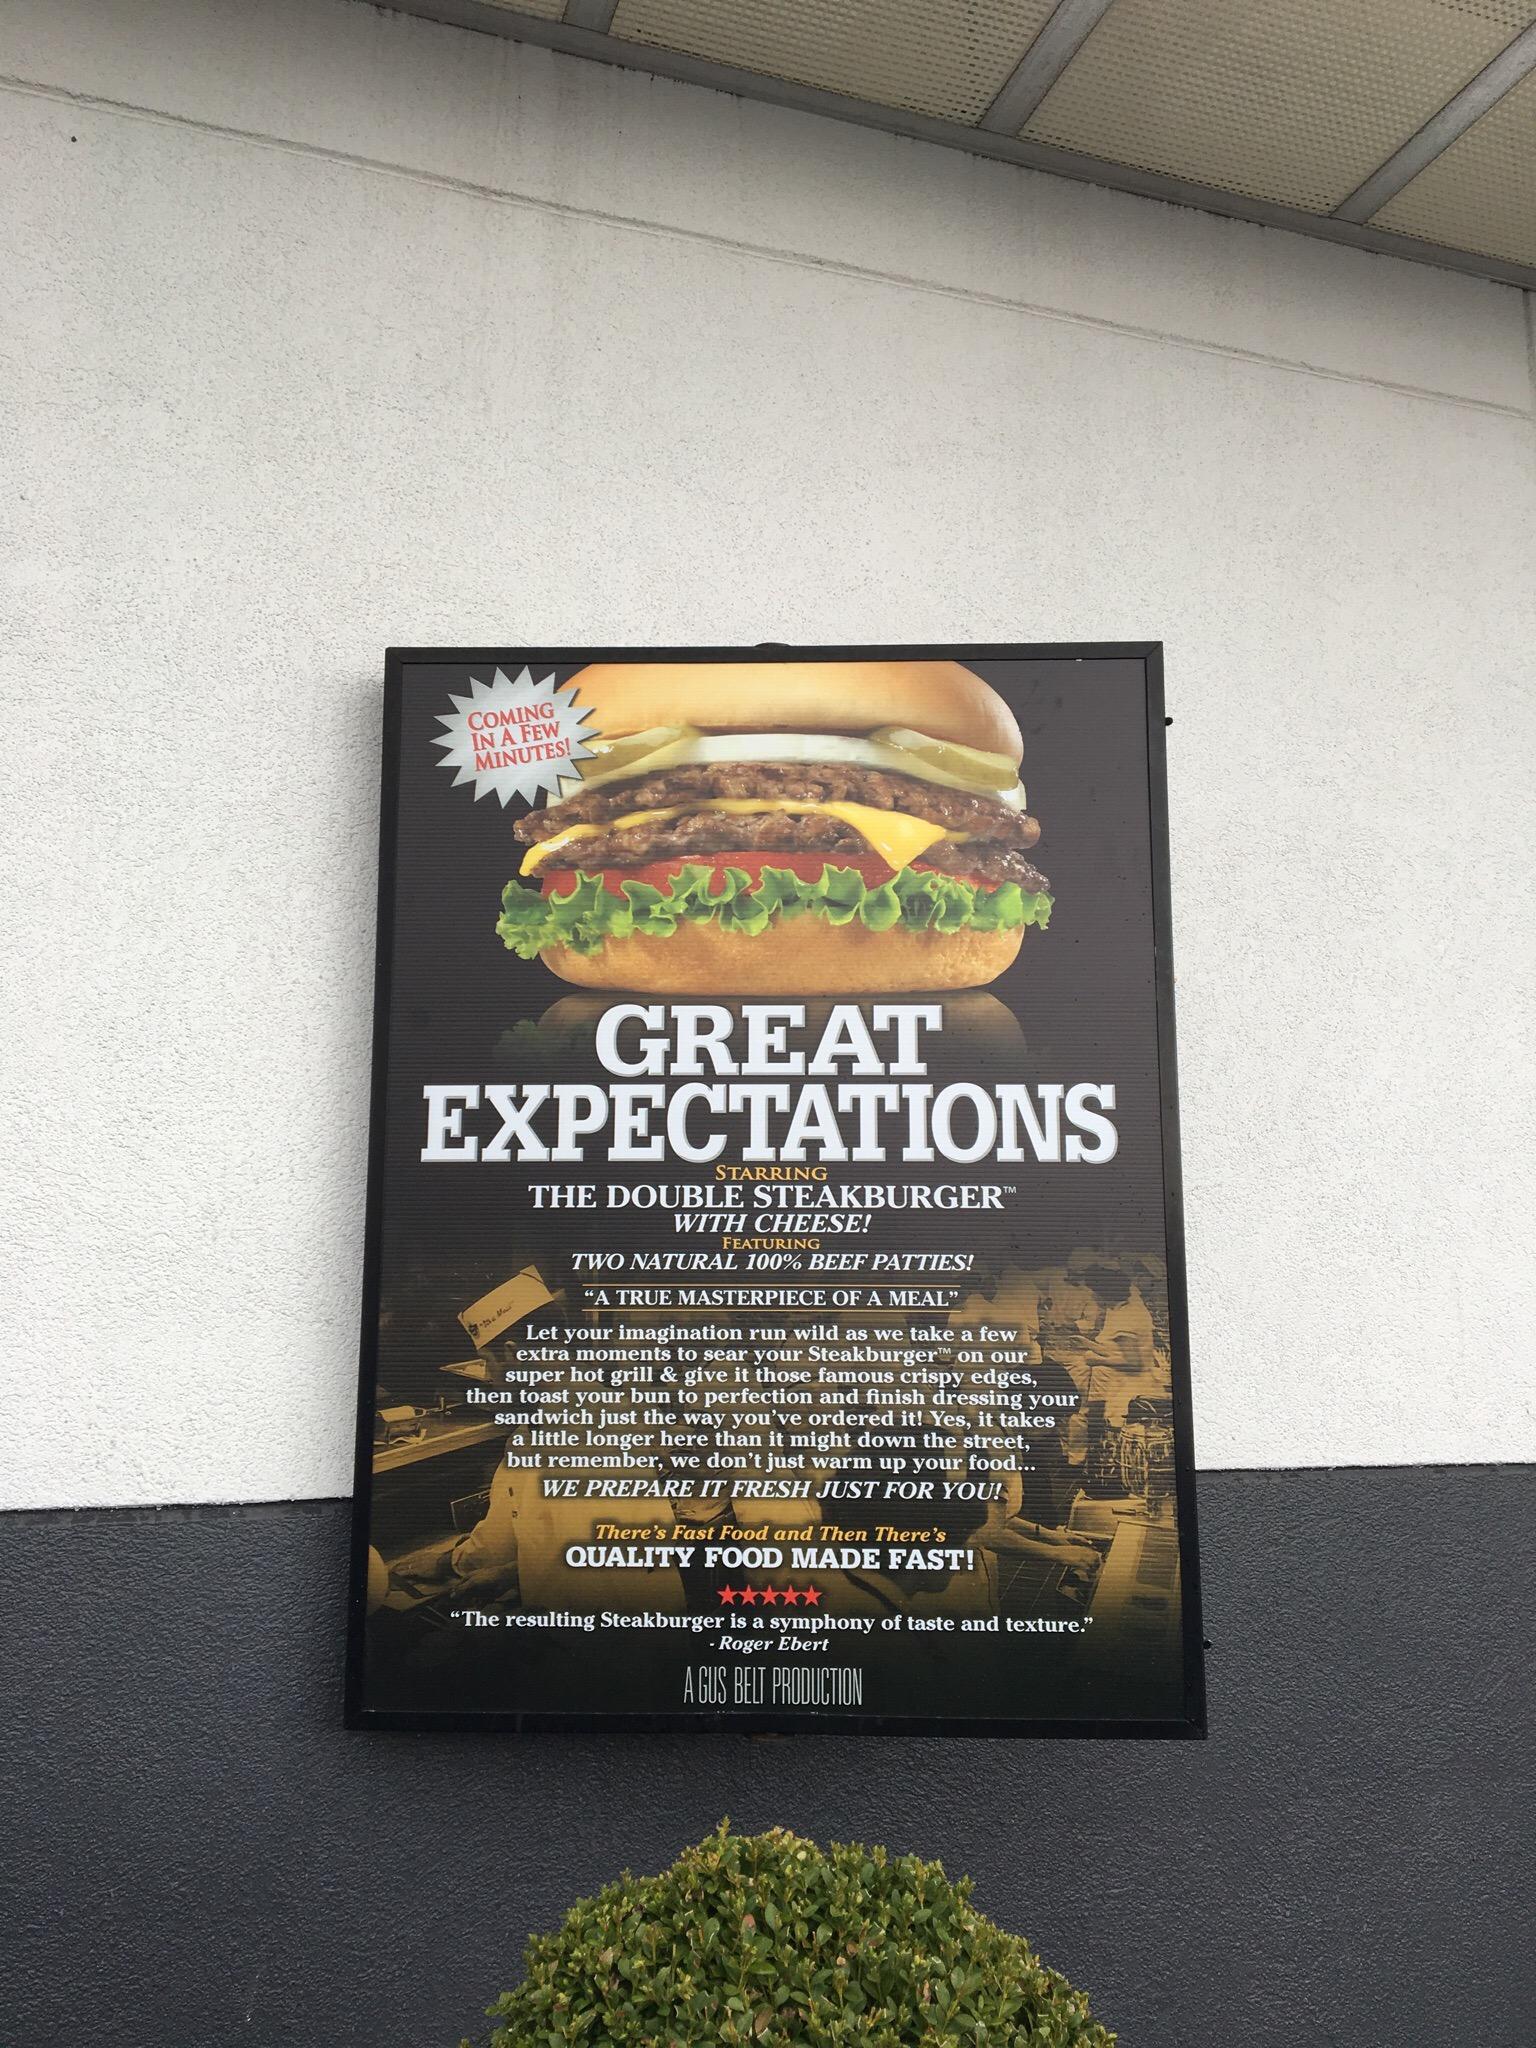 COMING
IN A FEW
MINUTES!
GREAT
EXPECTATIONS
STARRING
THE DOUBLE STEAKBURGER™
WITH CHEESE!
FEATURING
TWO NATURAL 100% BEEF PATTIES!
“A TRUE MASTERPIECE OF A MEAL”
Let your imagination run wild as we take a few
extra moments to sear your Steakburger™ on our
super hot grill & give it those famous crispy edges,
then toast your bun to perfection and finish dressing your
sandwich just the way you’ve ordered it! Yes, it takes
a little longer here than it might down the street,
but remember, we don’t just warm up your food...
WE PREPARE IT FRESH JUST FOR YOU!
There’s Fast Food and Then There’s
QUALITY FOOD MADE FAST!
“The resulting Steakburger is a symphony of taste and texture.”
- Roger Ebert
A GUS BELT PRODUCTION